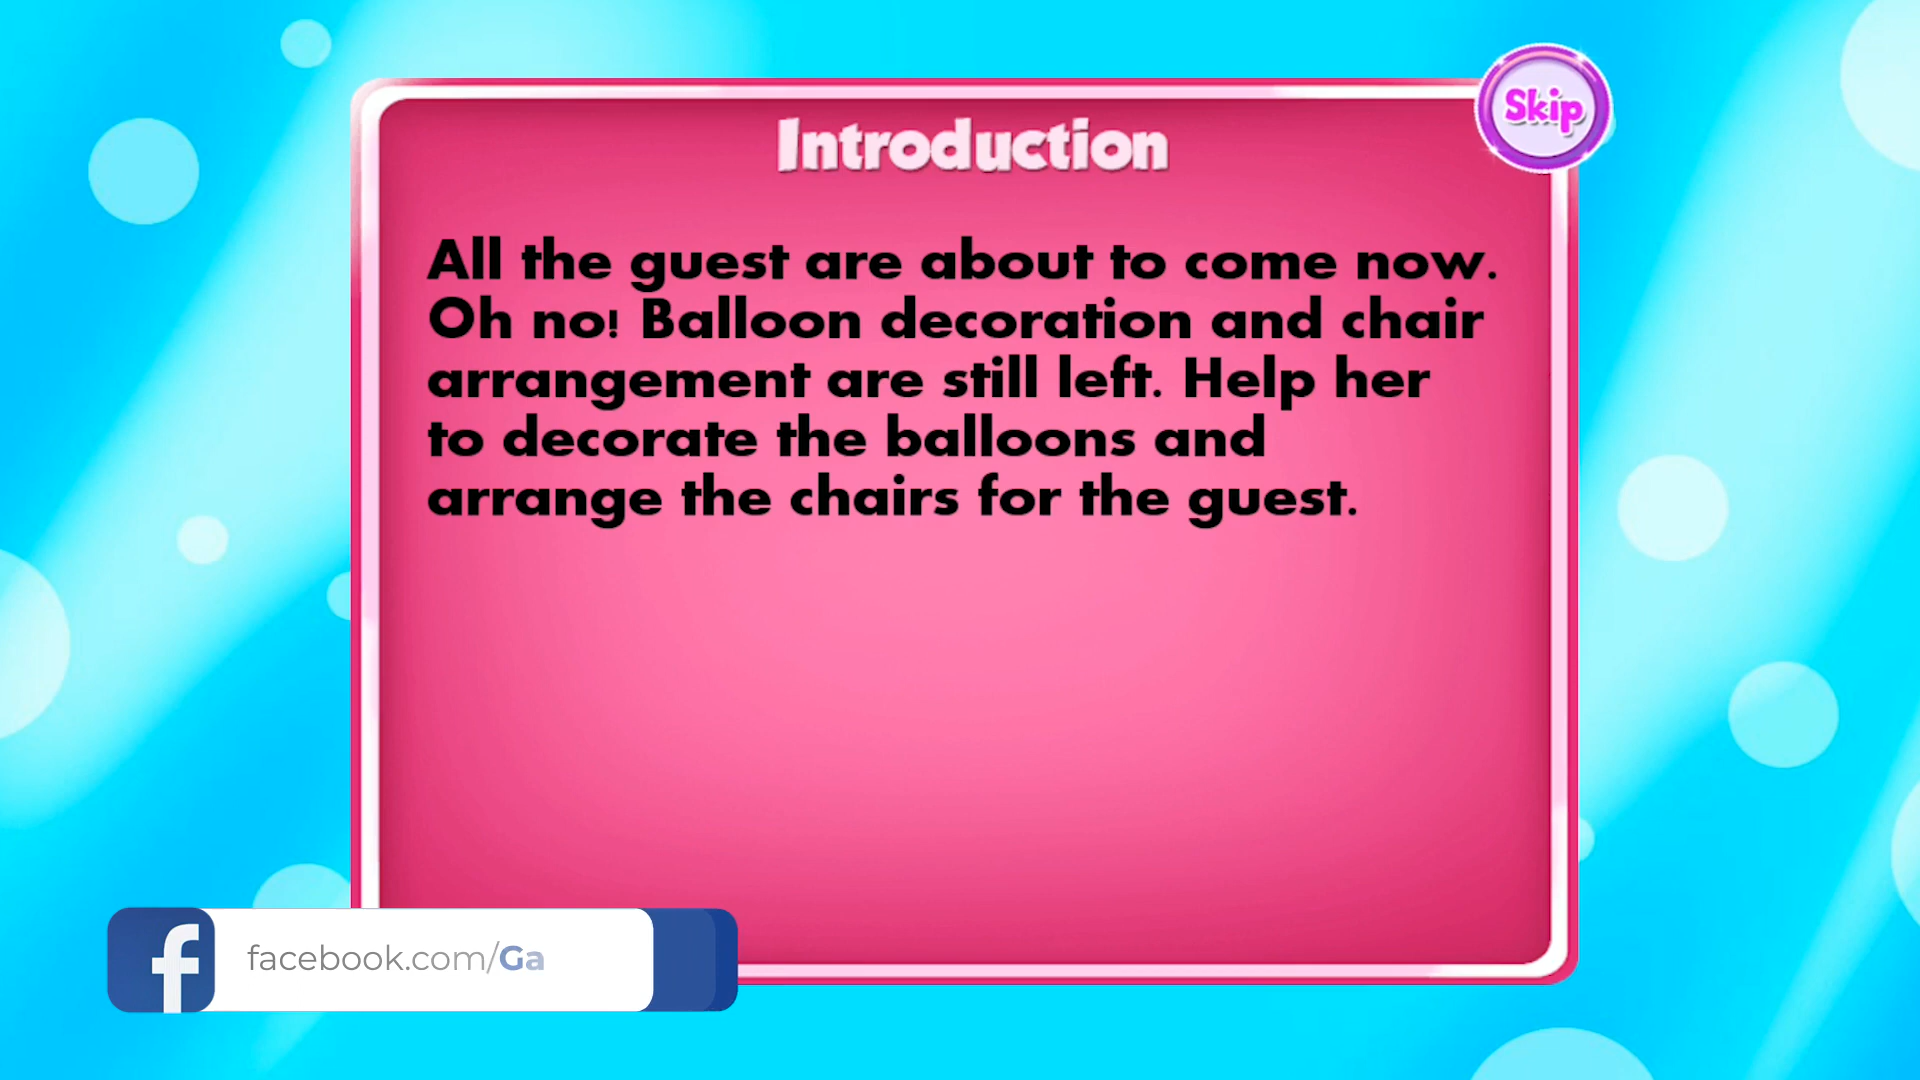 Skip
Introduction
All the guest are about to come now.
Oh no! Balloon decoration and chair
arrangement are still left. Help her
to decorate the balloons and
arrange the chairs for the guest.
facebook.com/Ga